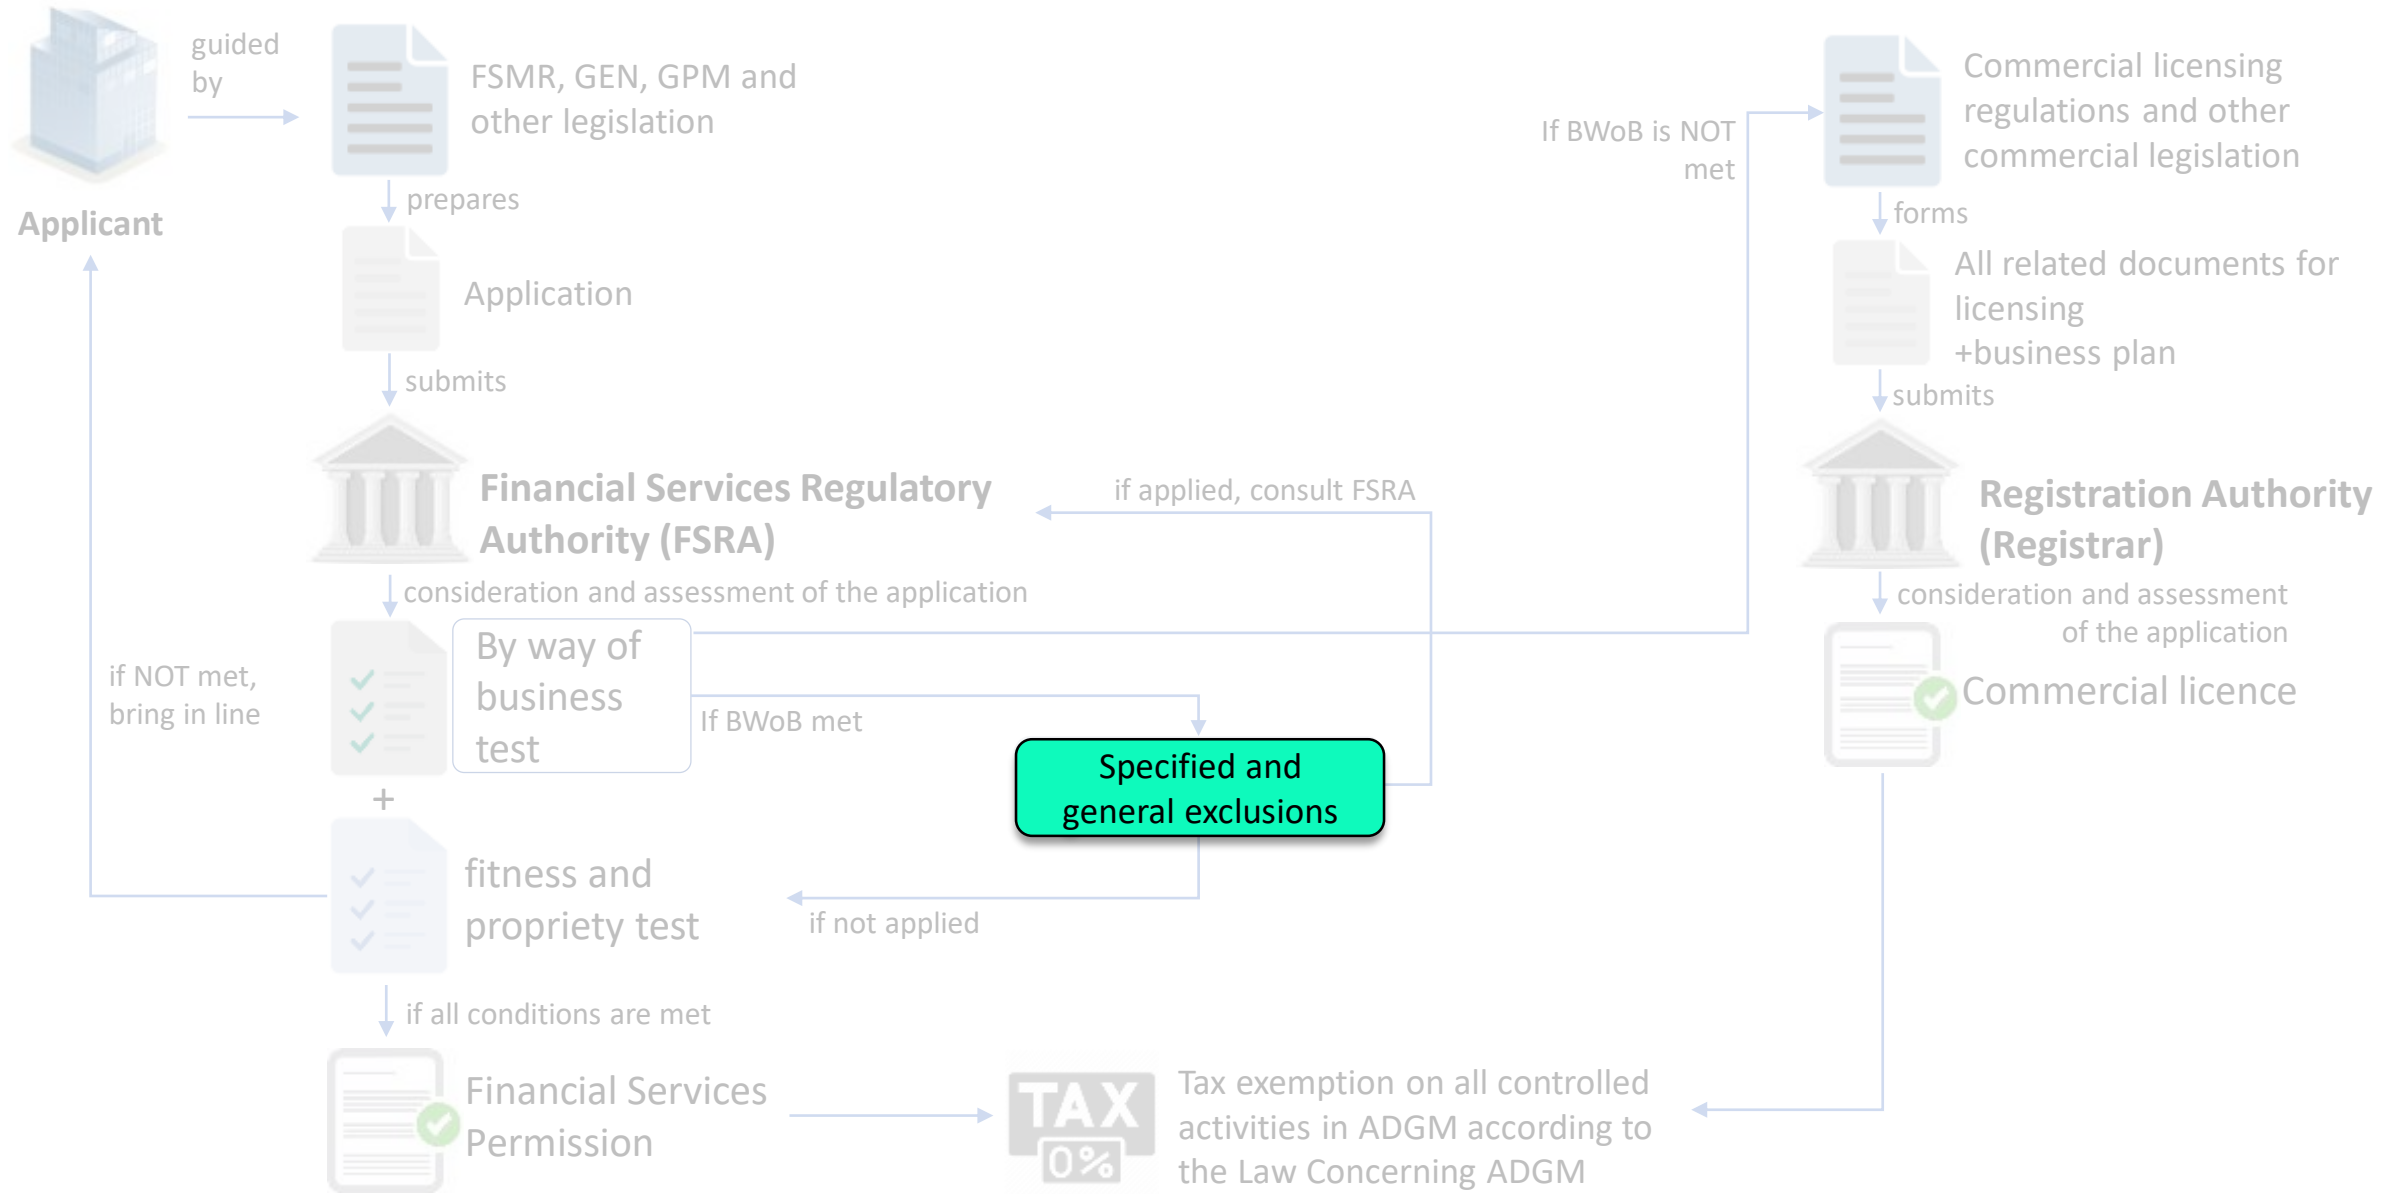 guided
by
FSMR, GEN, GPM and
other legislation
Applicant
prepares
Application
submits
Financial Services Regulatory
Authority (FSRA)
consideration and assessment of the application
By way of
business
test
If BWoB met
if NOT met,
bring in line
+
fitness and
propriety test
if all conditions are met
Financial Services
Permission
if applied, consult FSRA
Specified and
general exclusions
if not applied
TAX
0%
Tax exemption on all controlled
activities in ADGM according to
the Law Concerning ADGM
If BWoB is NOT
met
Commercial licensing
regulations and other
commercial legislation
forms
All related documents for
licensing
+business plan
submits
Registration Authority
(Registrar)
consideration and assessment
of the application
Commercial licence